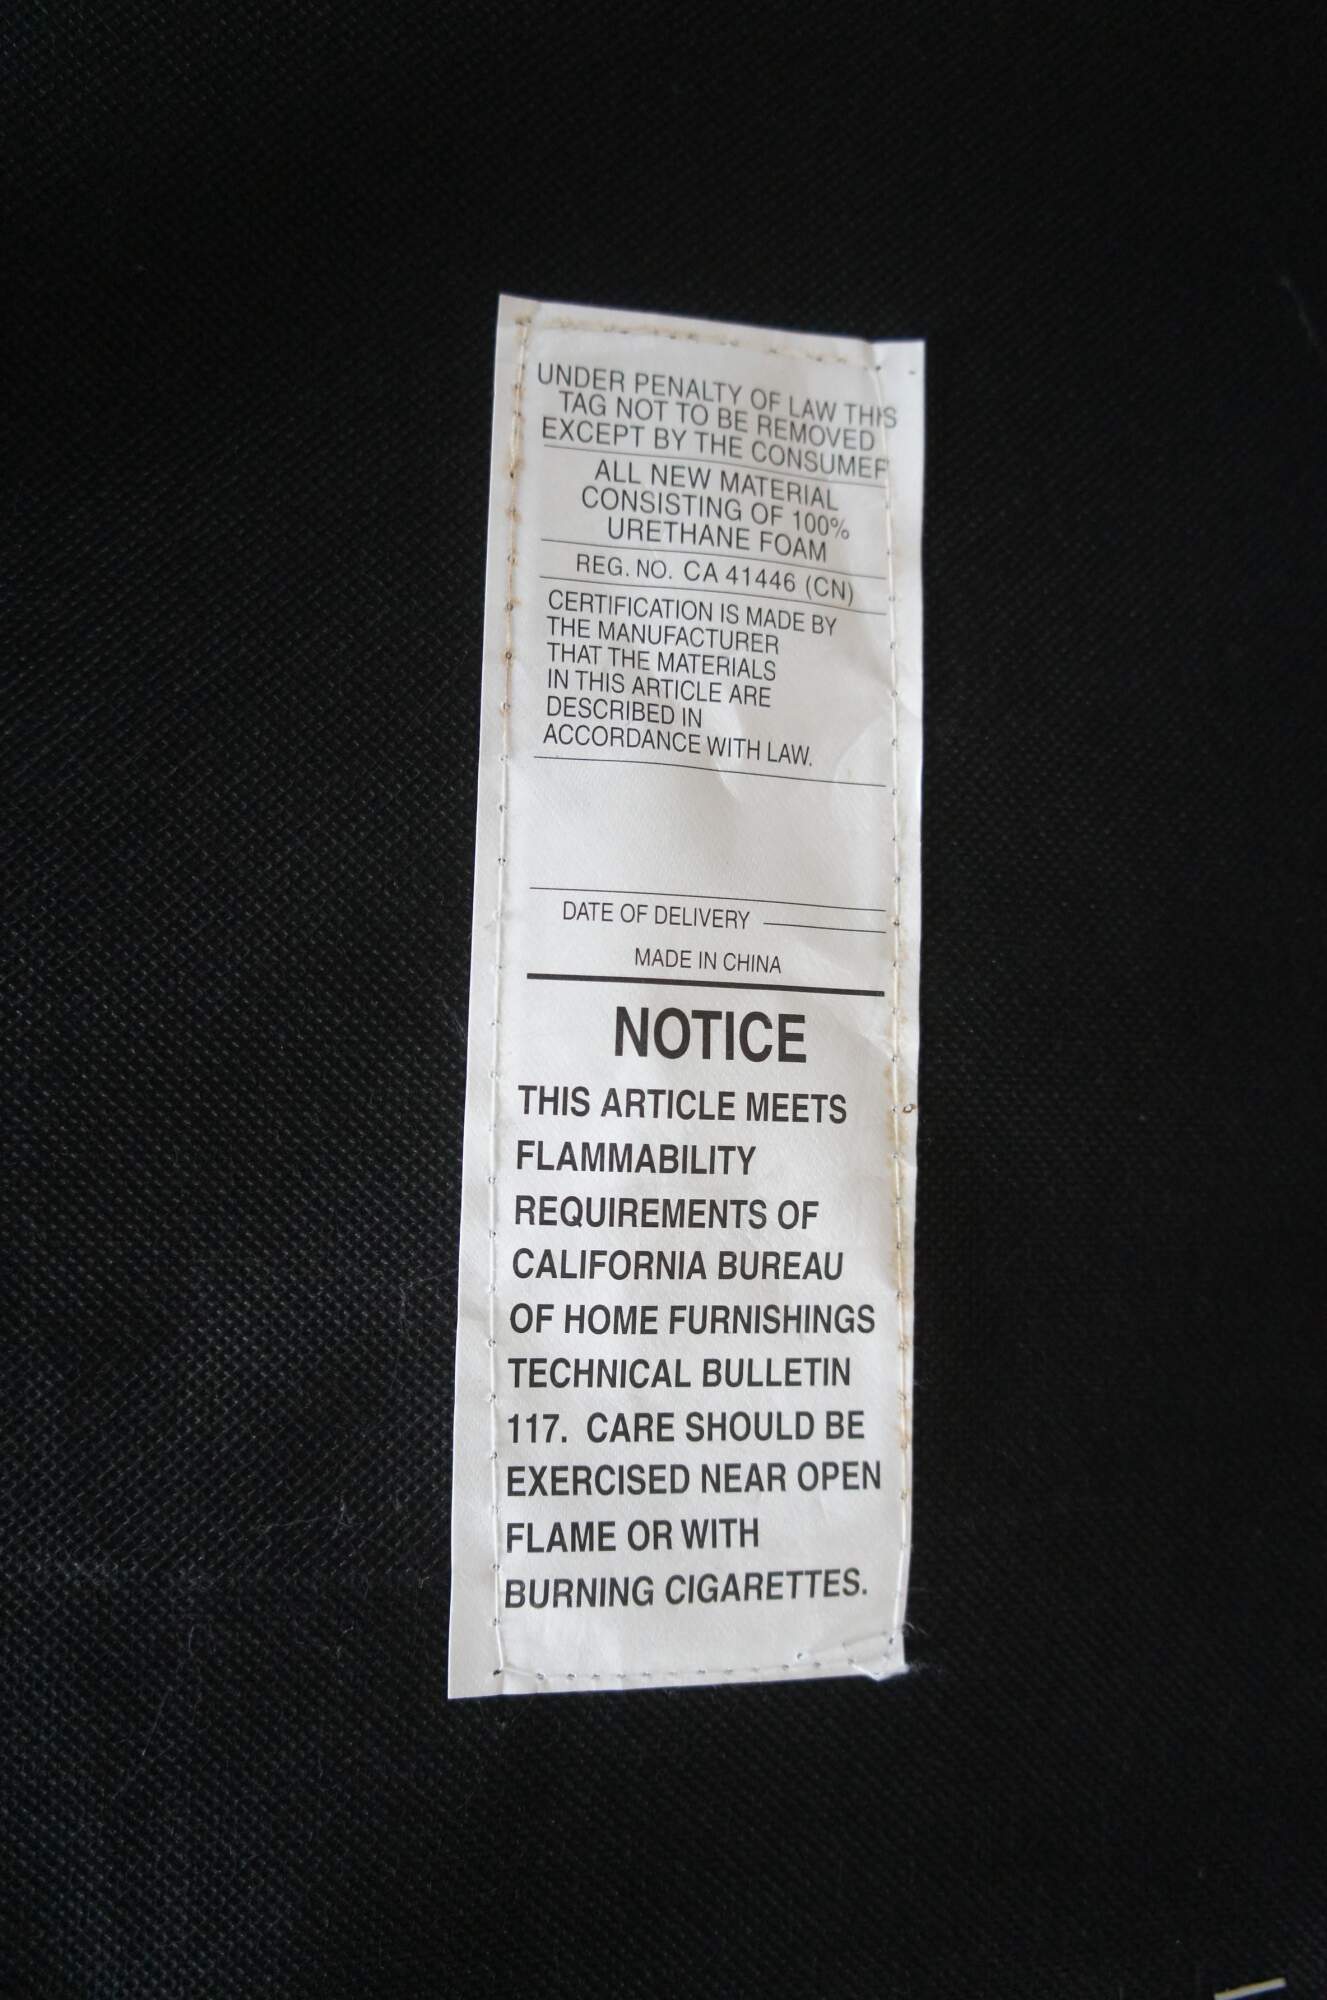 UNDER PENALTY OF LAW THIS
TAG NOT TO BE REMOVED
EXCEPT BY THE CONSUMER
ALL NEW MATERIAL
CONSISTING OF 100%
URETHANE FOAM
REG. NO. CA 41446 (CN)
CERTIFICATION IS MADE BY
THE MANUFACTURER
THAT THE MATERIALS
IN THIS ARTICLE ARE
DESCRIBED IN
ACCORDANCE WITH LAW.
DATE OF DELIVERY
MADE IN CHINA
NOTICE
THIS ARTICLE MEETS
FLAMMABILITY
REQUIREMENTS OF
CALIFORNIA BUREAU
OF HOME FURNISHINGS
TECHNICAL BULLETIN
117. CARE SHOULD BE
EXERCISED NEAR OPEN
FLAME OR WITH
BURNING CIGARETTES.